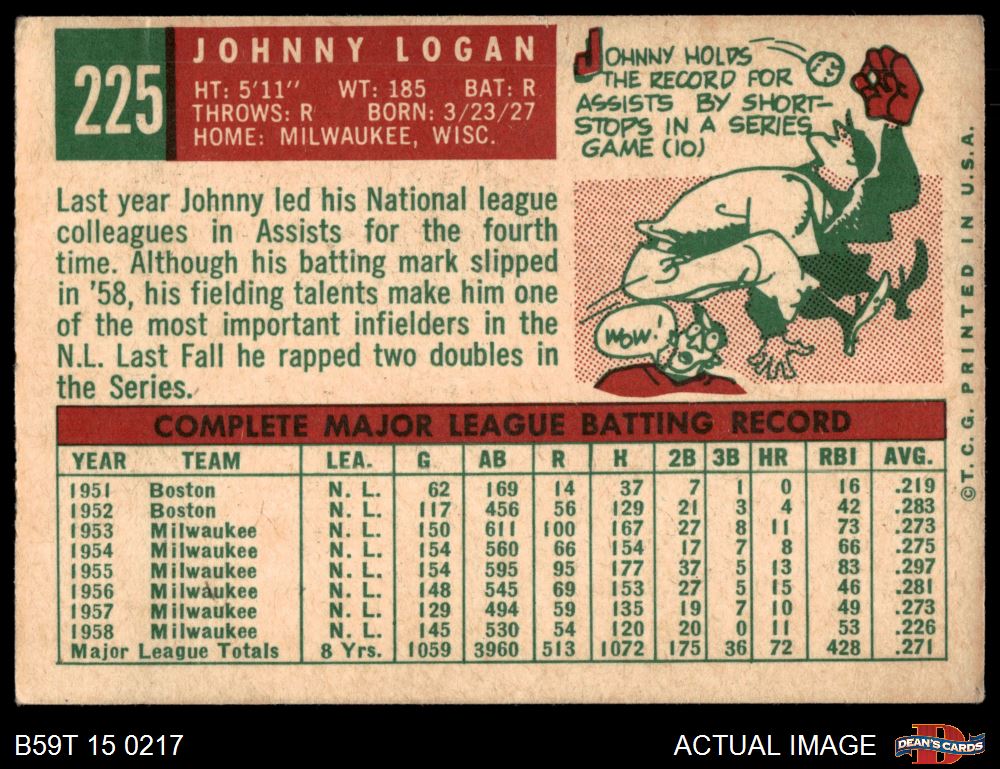 225
JOHNNY LOGAN
HT: 5'11" WT: 185 BAT: R
THROWS: R BORN: 3/23/27
HOME: MILWAUKEE, WISC.
JOHNNY HOLDS
THE RECORD FOR
ASSISTS BY SHORT-
STOPS IN A SERIES
GAME (10)
WOW!
Last year Johnny led his National league
colleagues in Assists for the fourth
time. Although his batting mark slipped
in '58, his fielding talents make him one
of the most important infielders in the
N.L. Last Fall he rapped two doubles in
the Series.
COMPLETE MAJOR LEAGUE BATTING RECORD
YEAR TEAM LEA. G AB R H 2B 3B HR RBI AVG.
1951 Boston N. L. 62 169 14 37 7 1 0 16 .219
1952 Boston N. L. 117 456 56 129 21 3 4 42 .283
1953 Milwaukee N. L. 150 611 100 167 27 8 11 73 .273
1954 Milwaukee N. L. 154 560 66 154 17 7 8 66 .275
1955 Milwaukee N. L. 154 595 95 177 37 5 13 83 .297
1956 Milwaukee N. L. 148 545 69 153 27 5 15 46 .281
1957 Milwaukee N. L. 129 494 59 135 19 7 10 49 .273
1958 Milwaukee N. L. 145 530 54 120 20 0 11 53 .226
Major League Totals 8 Yrs. 1059 3960 513 1072 175 36 72 428 .271
©T. C. G. PRINTED IN U.S.A.
B59T 15 0217
ACTUAL IMAGE
D
DEAN'S CARDS